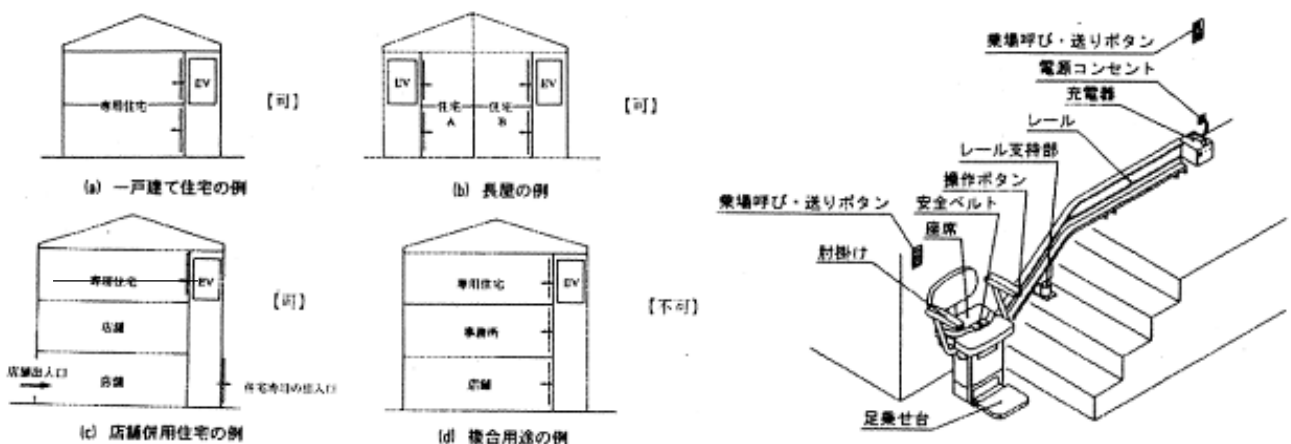 EV
専用住宅
【可】
(a) 一戸建て住宅の例
EV
EV
住宅
A
住宅
B
【可】
(b) 長屋の例
専用住宅
EV
【可】
店舗
店舗出入口
店舗
住宅専用の出入口
(c) 店舗併用住宅の例
専用住宅
EV
【不可】
事務所
店舗
(d) 複合用途の例
乗場呼び・送りボタン
電源コンセント
充電器
レール
レール支持部
操作ボタン
乗場呼び・送りボタン
安全ベルト
座席
肘掛け
足乗せ台